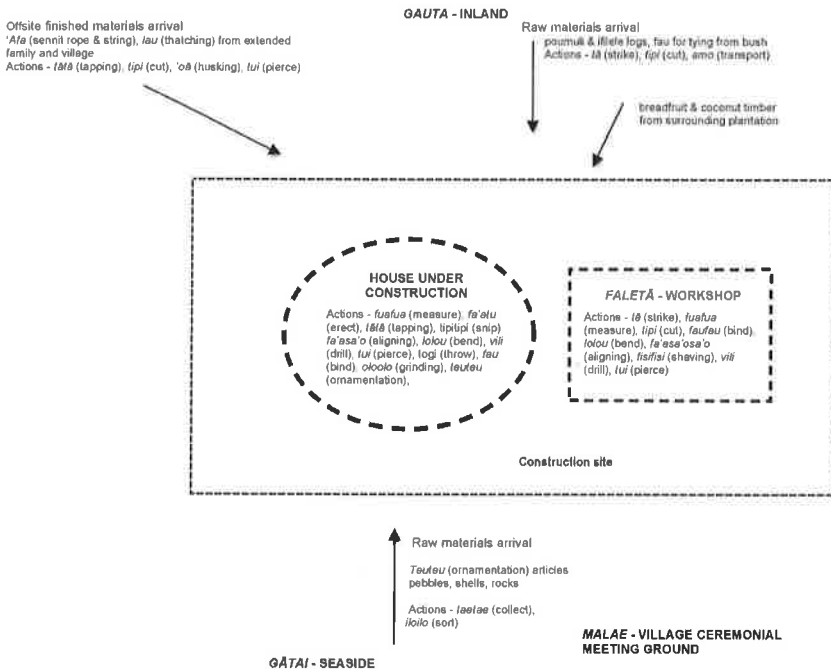 GAUTA - INLAND
Offsite finished materials arrival
'Afa (sennit rope & string), lau (thatching) from extended
family and village
Actions - tātā (tapping), tipi (cut), 'oā (husking), tui (pierce)
Raw materials arrival
poumuli & ifilele logs, fau for tying from bush
Actions - tā (strike), tipi (cut), amo (transport)
breadfruit & coconut timber
from surrounding plantation
HOUSE UNDER
CONSTRUCTION
Actions - fuafua (measure), fa'atu
(erect), tātā (tapping), tipitipi (snip)
fa'asa'o (aligning), lolou (bend), vili
(drill), tui (pierce), logi (throw), fau
(bind), oloolo (grinding), teuteu
(ornamentation),
FALETĀ - WORKSHOP
Actions - tā (strike), fuafua
(measure), tipi (cut), faufau (bind),
lolou (bend), fa'asa'osa'o
(aligning), fisifisi (shaving), vili
(drill), tui (pierce)
Construction site
Raw materials arrival
Teuteu (ornamentation) articles
pebbles, shells, rocks
Actions - taetae (collect),
iloilo (sort)
MALAE - VILLAGE CEREMONIAL
MEETING GROUND
GĀTAI - SEASIDE